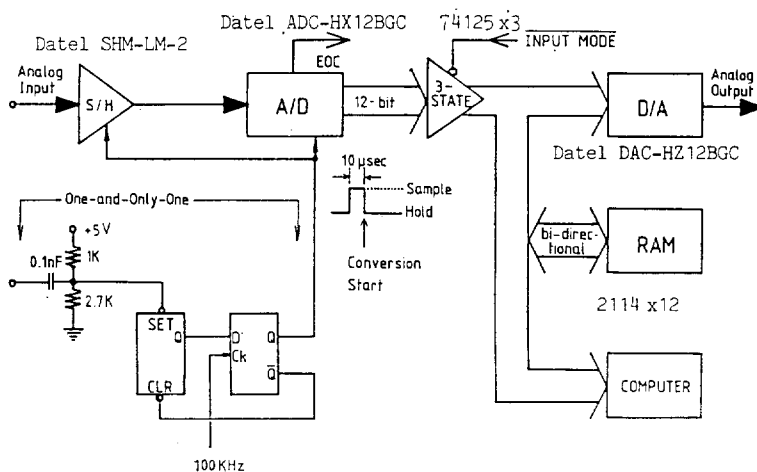 Datel ADC-HX12BGC
74125 x3
Datel SHM-LM-2
INPUT MODE
EOC
Analog
Input
S/H
A/D
12-bit
3-
STATE
D/A
Analog
Output
Datel DAC-HZ12BGC
10 μsec
Sample
Hold
One-and-Only-One
+5V
1K
0.1nF
2.7K
Conversion
Start
bi-direc-
tional
RAM
2114 x12
SET
Q
CLR
D
Ck
Q
Q̅
COMPUTER
100KHz